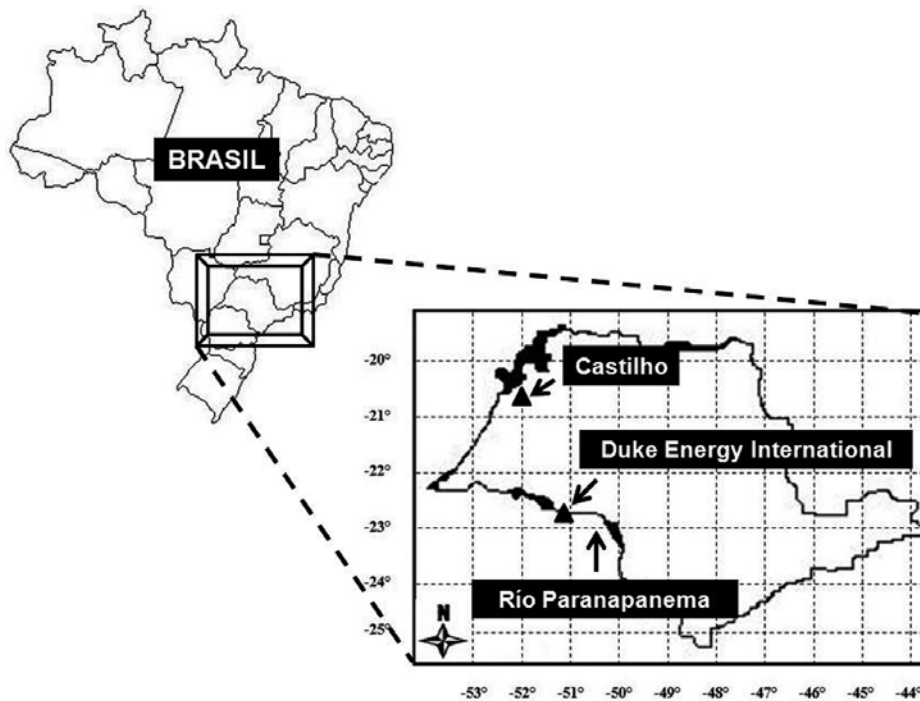 BRASIL
Castilho
Duke Energy International
Río Paranapanema
N
-20°
-21°
-22°
-23°
-24°
-25°
-53° -52° -51° -50° -48° -47° -46° -45° -44°